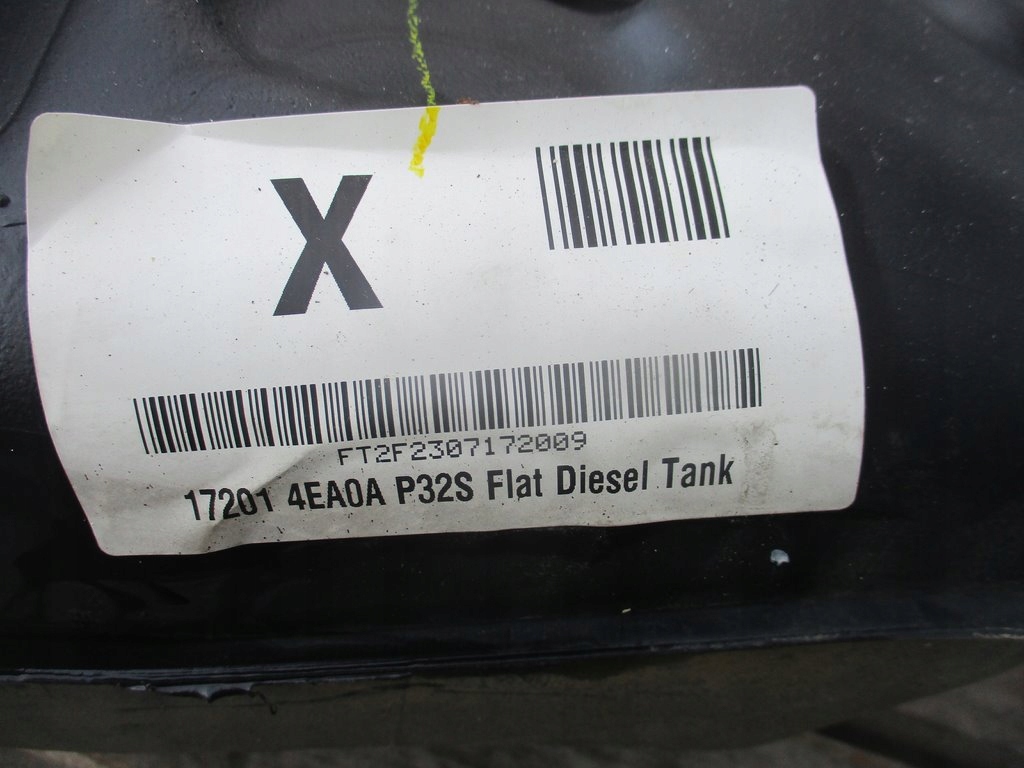 X
FT2F2307172009
17201 4EA0A P32S Flat Diesel Tank